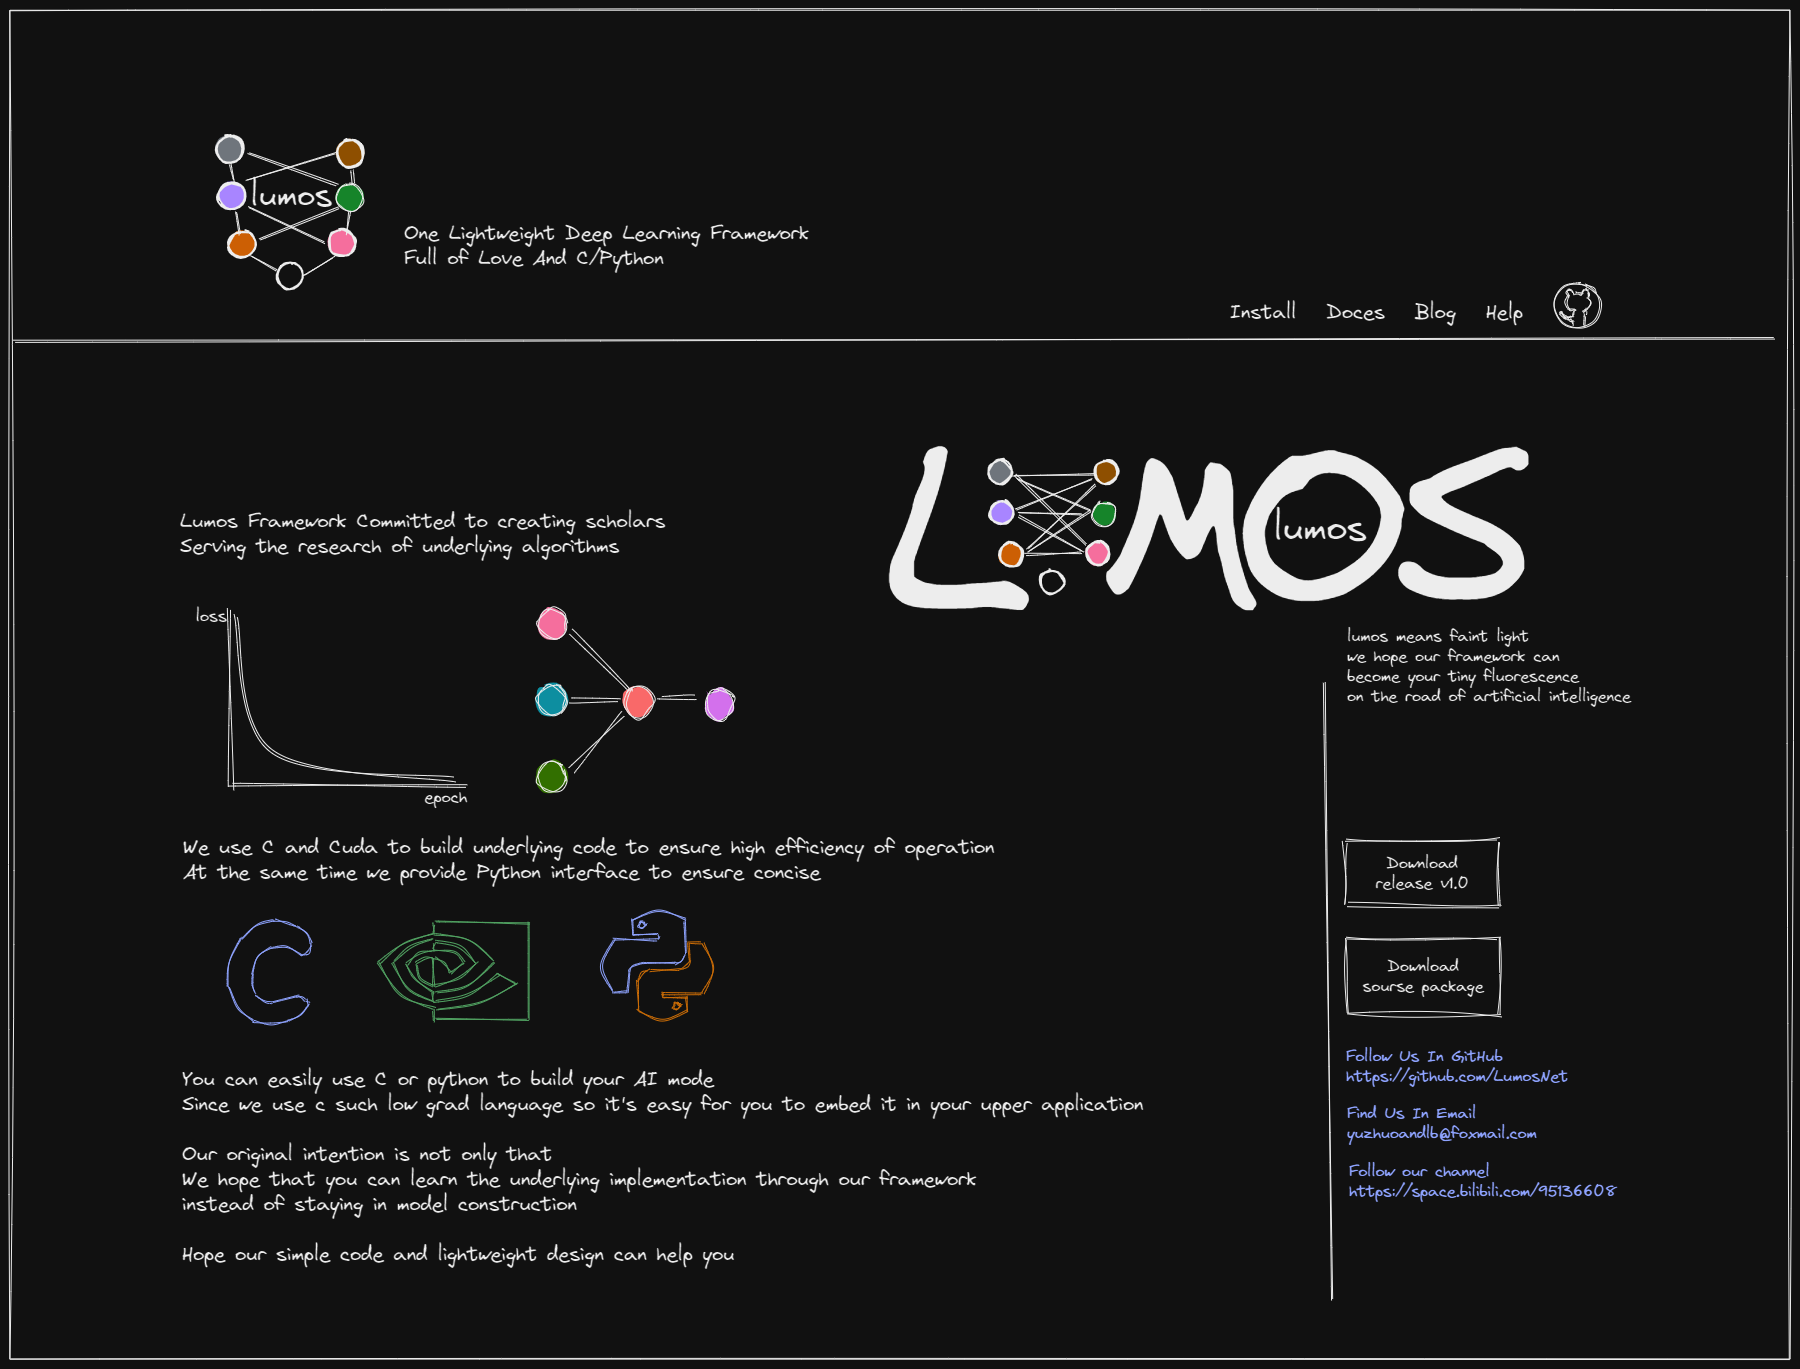 lumos
One Lightweight Deep Learning Framework
Full of Love And C/Python
Install Doces Blog Help
LUMOS
lumos
Lumos Framework Committed to creating scholars
Serving the research of underlying algorithms
loss
epoch
lumos means faint light
we hope our framework can
become your tiny fluorescence
on the road of artificial intelligence
We use C and Cuda to build underlying code to ensure high efficiency of operation
At the same time we provide Python interface to ensure concise
C
You can easily use C or python to build your AI mode
Since we use c such low grad language so it's easy for you to embed it in your upper application
Our original intention is not only that
We hope that you can learn the underlying implementation through our framework
instead of staying in model construction
Hope our simple code and lightweight design can help you
Download
release v1.0
Download
sourse package
Follow Us In GitHub
https://github.com/LumosNet
Find Us In Email
yuzhuoandlb@foxmail.com
Follow our channel
https://space.bilibili.com/95136608